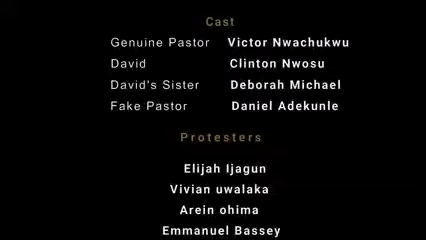 Cast
Genuine Pastor Victor Nwachukwu
David Clinton Nwosu
David's Sister Deborah Michael
Fake Pastor Daniel Adekunle
Protesters
Elijah Ijagun
Vivian uwalaka
Arein ohima
Emmanuel Bassey